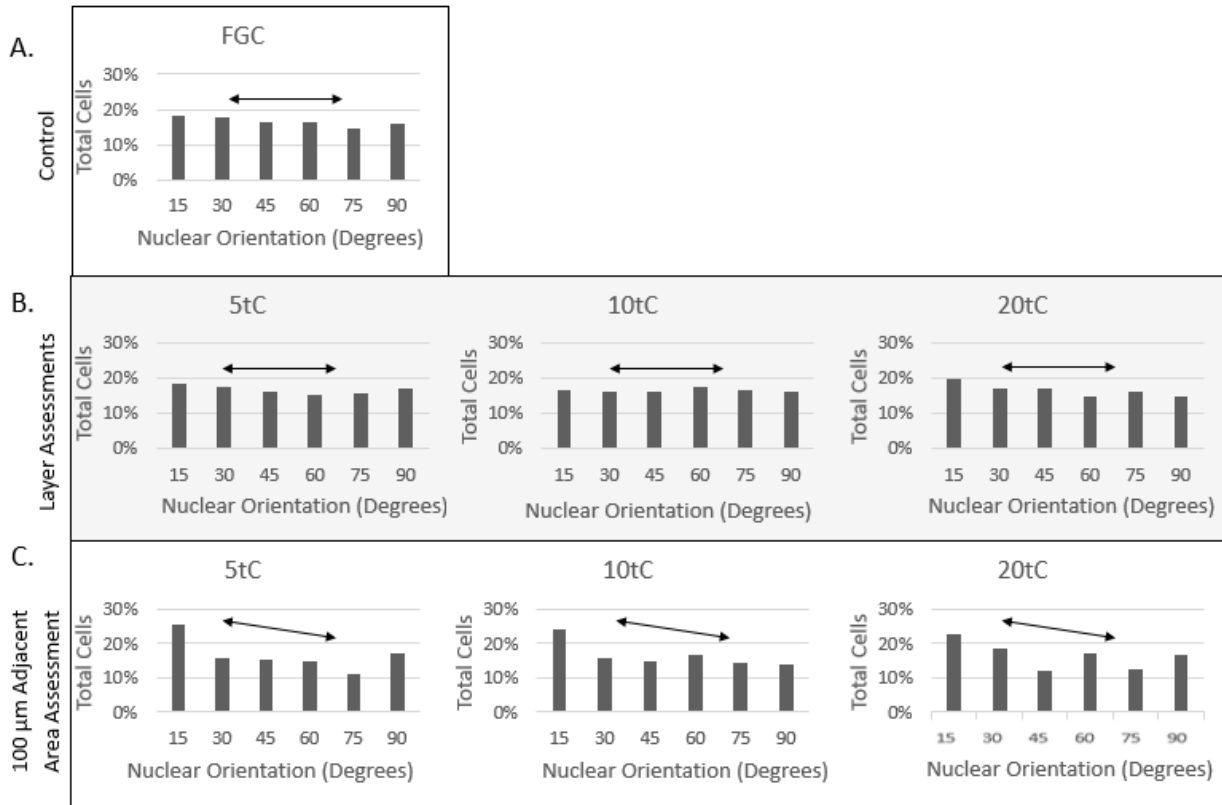 A.
Control
FGC
Total Cells
30%
20%
10%
0%
15 30 45 60 75 90
Nuclear Orientation (Degrees)
B.
Layer Assessments
5tC
Total Cells
30%
20%
10%
0%
15 30 45 60 75 90
Nuclear Orientation (Degrees)
10tC
Total Cells
30%
20%
10%
0%
15 30 45 60 75 90
Nuclear Orientation (Degrees)
20tC
Total Cells
30%
20%
10%
0%
15 30 45 60 75 90
Nuclear Orientation (Degrees)
C.
100 µm Adjacent
Area Assessment
5tC
Total Cells
30%
20%
10%
0%
15 30 45 60 75 90
Nuclear Orientation (Degrees)
10tC
Total Cells
30%
20%
10%
0%
15 30 45 60 75 90
Nuclear Orientation (Degrees)
20tC
Total Cells
30%
20%
10%
0%
15 30 45 60 75 90
Nuclear Orientation (Degrees)